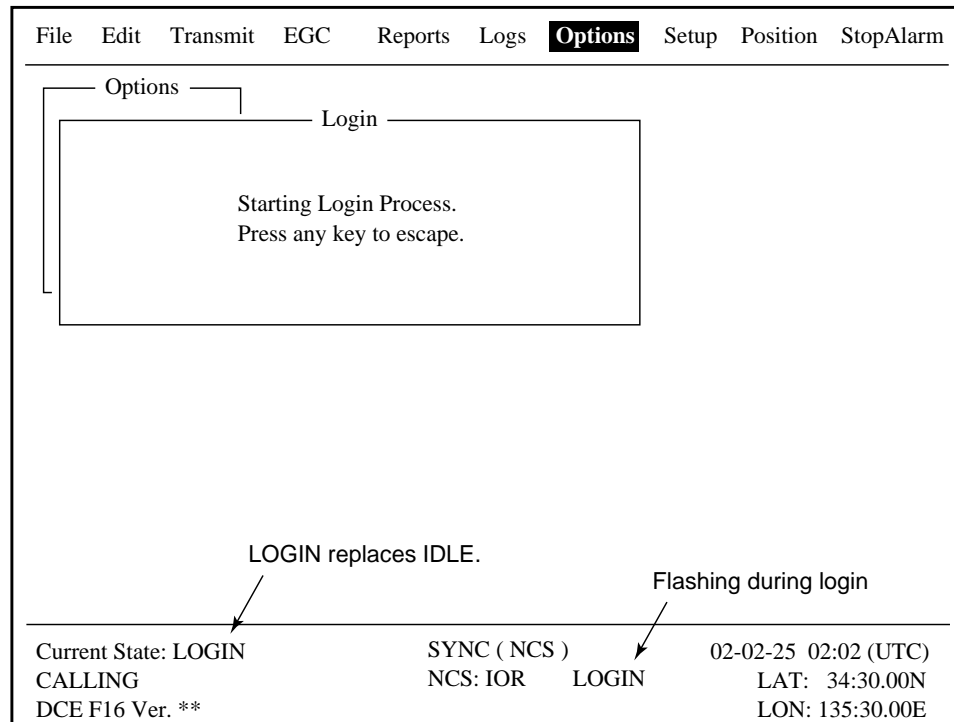 File Edit Transmit EGC Reports Logs Options Setup Position StopAlarm
Options
Login
Starting Login Process.
Press any key to escape.
LOGIN replaces IDLE.
Flashing during login
Current State: LOGIN SYNC ( NCS ) 02-02-25 02:02 (UTC)
CALLING NCS: IOR LOGIN LAT: 34:30.00N
DCE F16 Ver. ** LON: 135:30.00E